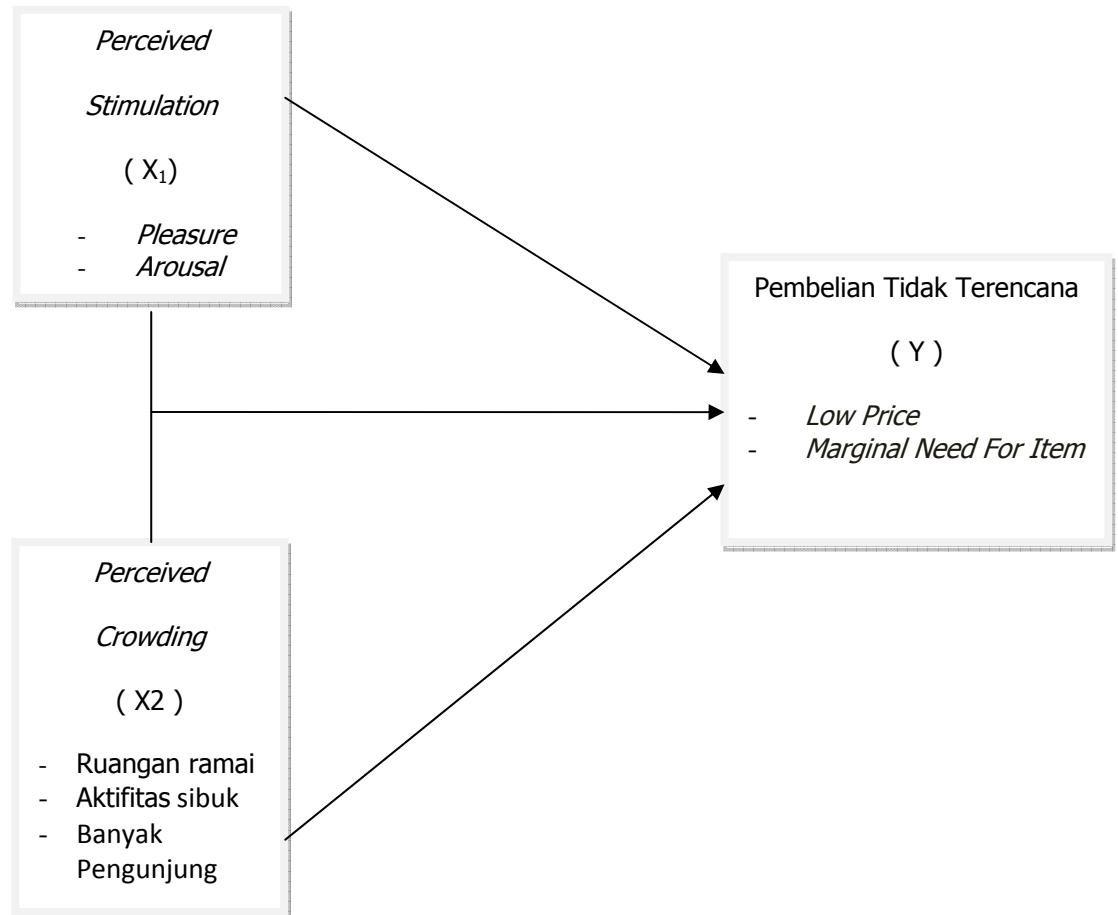 Perceived
Stimulation
( X₁)
- Pleasure
- Arousal
Pembelian Tidak Terencana
( Y )
- Low Price
- Marginal Need For Item
Perceived
Crowding
( X2 )
- Ruangan ramai
- Aktifitas sibuk
- Banyak
Pengunjung